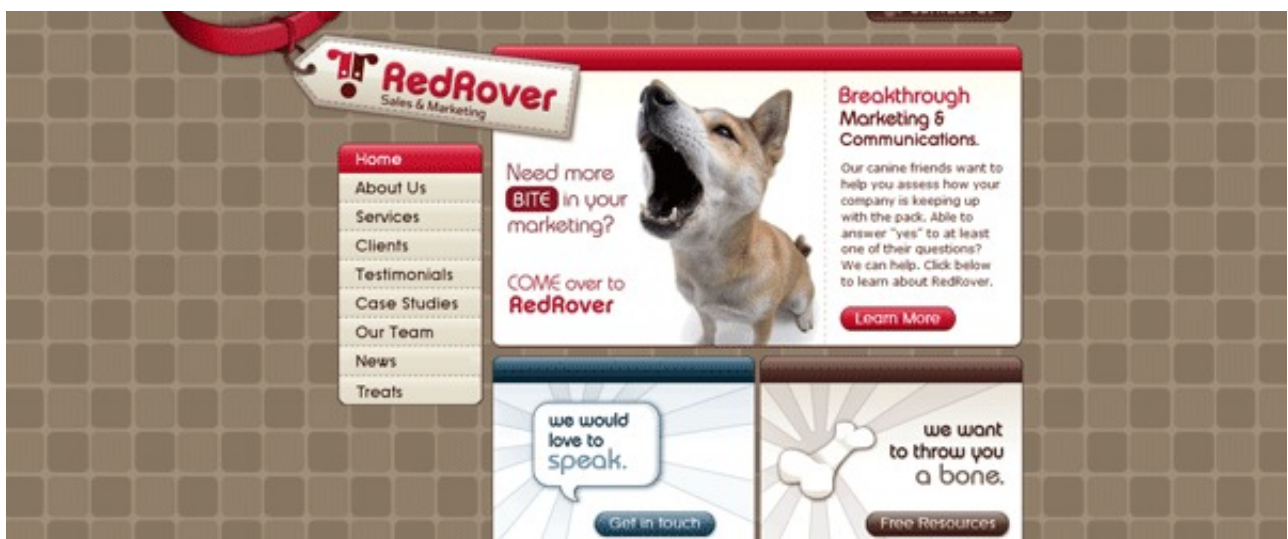 RedRover
Sales & Marketing
Home
About Us
Services
Clients
Testimonials
Case Studies
Our Team
News
Treats
Need more
BITE in your
marketing?
COME over to
RedRover
Breakthrough
Marketing &
Communications.
Our canine friends want to
help you assess how your
company is keeping up
with the pack. Able to
answer "yes" to at least
one of their questions?
We can help. Click below
to learn about RedRover.
Learn More
we would
love to
speak.
Get in touch
we want
to throw you
a bone.
Free Resources